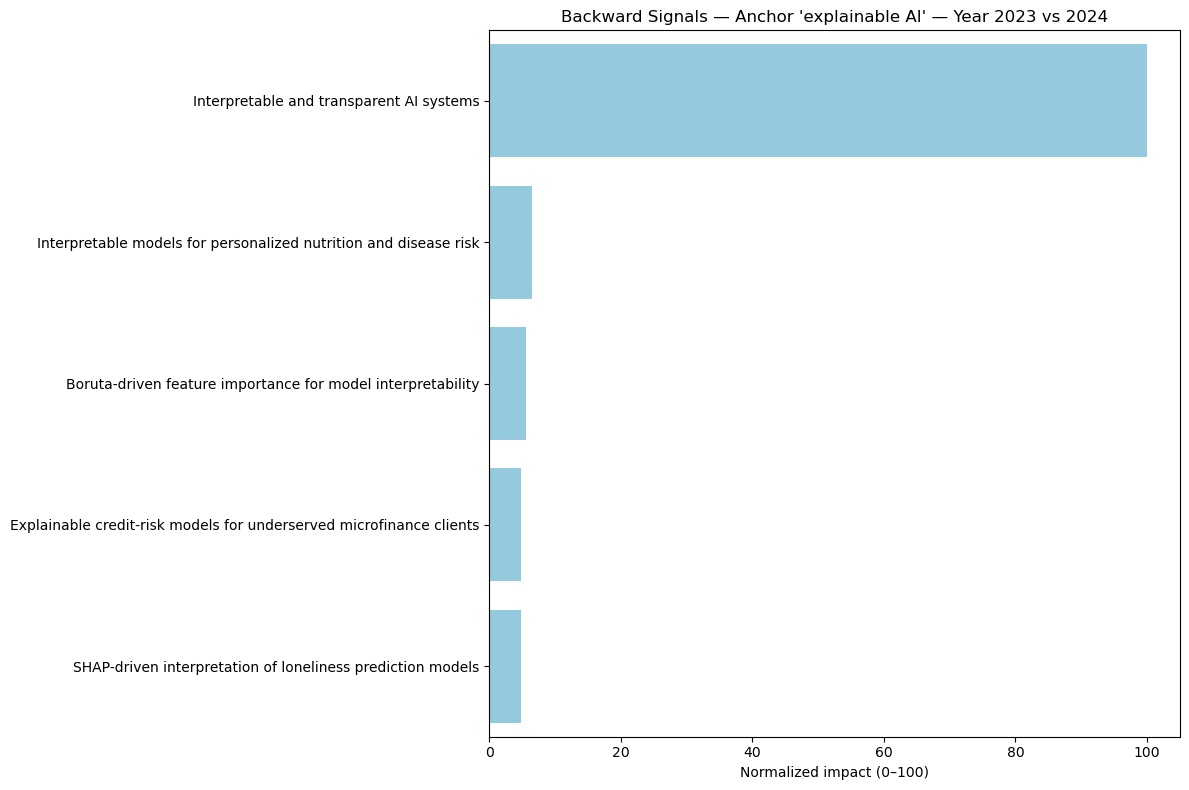 Backward Signals — Anchor 'explainable AI' — Year 2023 vs 2024
Interpretable and transparent AI systems
Interpretable models for personalized nutrition and disease risk
Boruta-driven feature importance for model interpretability
Explainable credit-risk models for underserved microfinance clients
SHAP-driven interpretation of loneliness prediction models
0 20 40 60 80 100
Normalized impact (0–100)